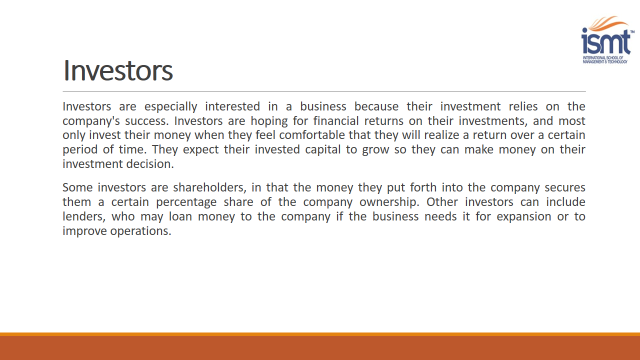 ismt
TM
INTERNATIONAL SCHOOL OF
MANAGEMENT & TECHNOLOGY
Investors
Investors are especially interested in a business because their investment relies on the
company's success. Investors are hoping for financial returns on their investments, and most
only invest their money when they feel comfortable that they will realize a return over a certain
period of time. They expect their invested capital to grow so they can make money on their
investment decision.
Some investors are shareholders, in that the money they put forth into the company secures
them a certain percentage share of the company ownership. Other investors can include
lenders, who may loan money to the company if the business needs it for expansion or to
improve operations.